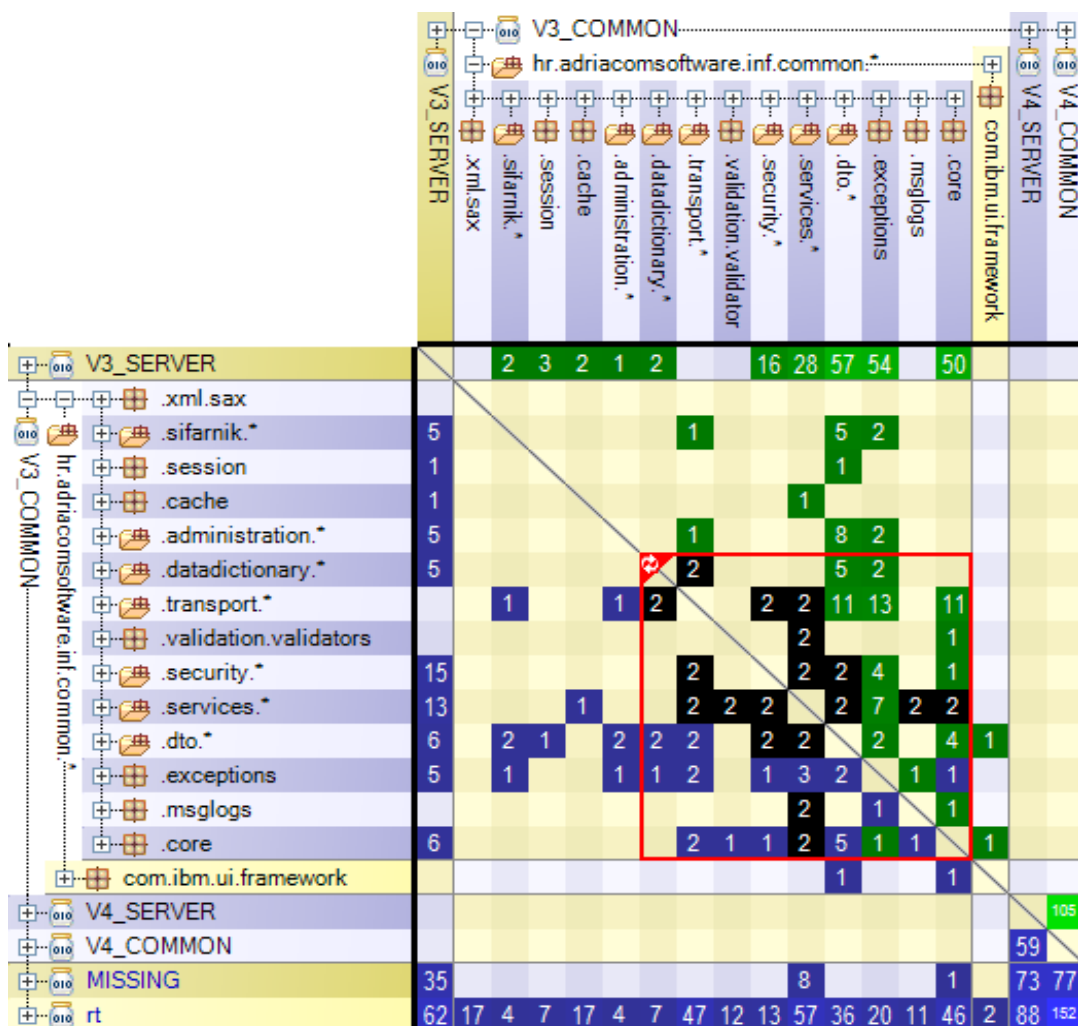 V3_COMMON
hr.adriacomsoftware.inf.common.*
V3_SERVER
.xml.sax
.sifarnik.*
.session
.cache
.administration.*
.datadictionary.*
.transport.*
.validation.validator
.security.*
.services.*
.dto.*
.exceptions
.msglogs
.core
com.ibm.ui.framework
V4_SERVER
V4_COMMON
V3_SERVER 2 3 2 1 2 16 28 57 54 50
V3_COMMON
hr.adriacomsoftware.inf.common.*
.xml.sax
.sifarnik.* 5 1 5 2
.session 1 1
.cache 1 1
.administration.* 5 1 8 2
.datadictionary.* 5 2 5 2
.transport.* 1 1 2 2 2 11 13 11
.validation.validators 2 1
.security.* 15 2 2 2 4 1
.services.* 13 1 2 2 2 2 7 2 2
.dto.* 6 2 1 2 2 2 2 2 2 4 1
.exceptions 5 1 1 1 2 1 3 2 1 1
.msglogs 2 1 1
.core 6 2 1 1 2 5 1 1 1
com.ibm.ui.framework 1 1
V4_SERVER 105
V4_COMMON 59
MISSING 35 8 1 73 77
rt 62 17 4 7 17 4 7 47 12 13 57 36 20 11 46 2 88 152